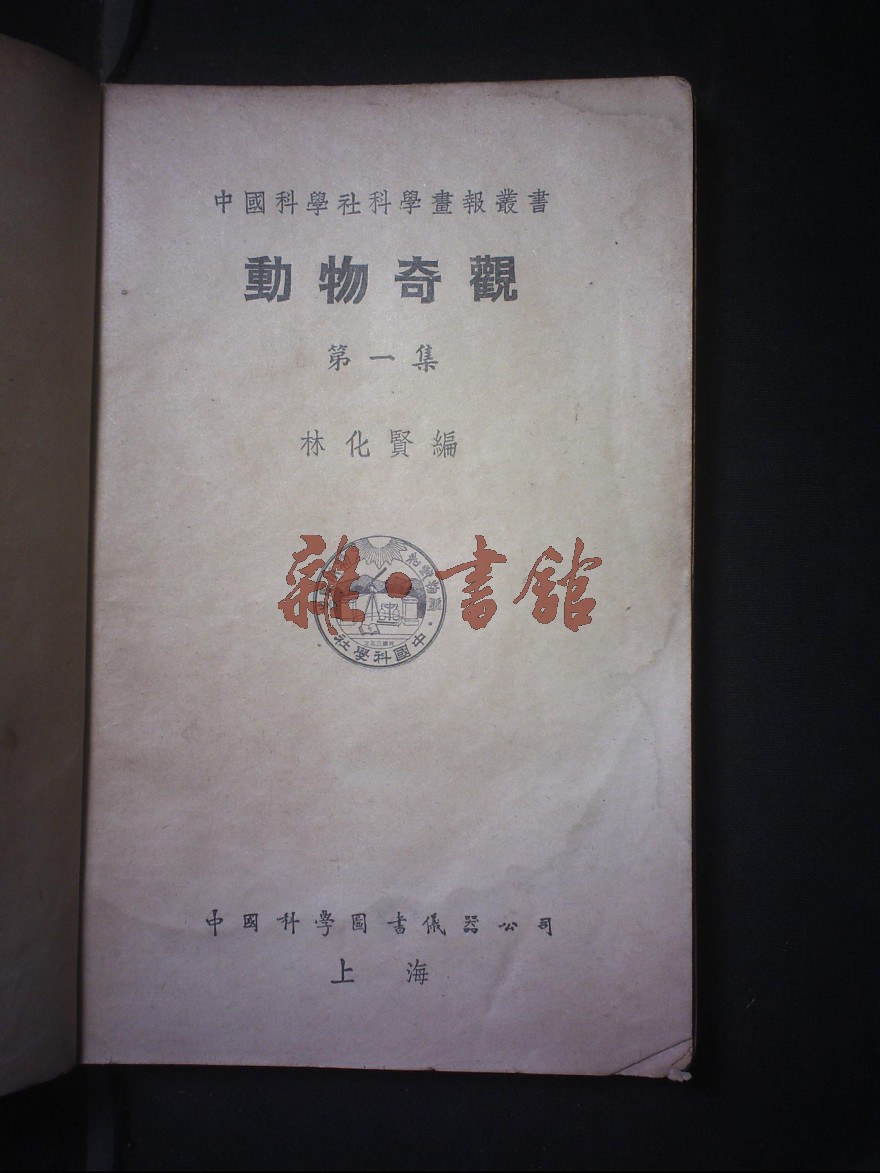 中國科學社科學畫報叢書
動物奇觀
第一集
林化賢編
雜·書館
中國科學社
中國科學圖書儀器公司
上海